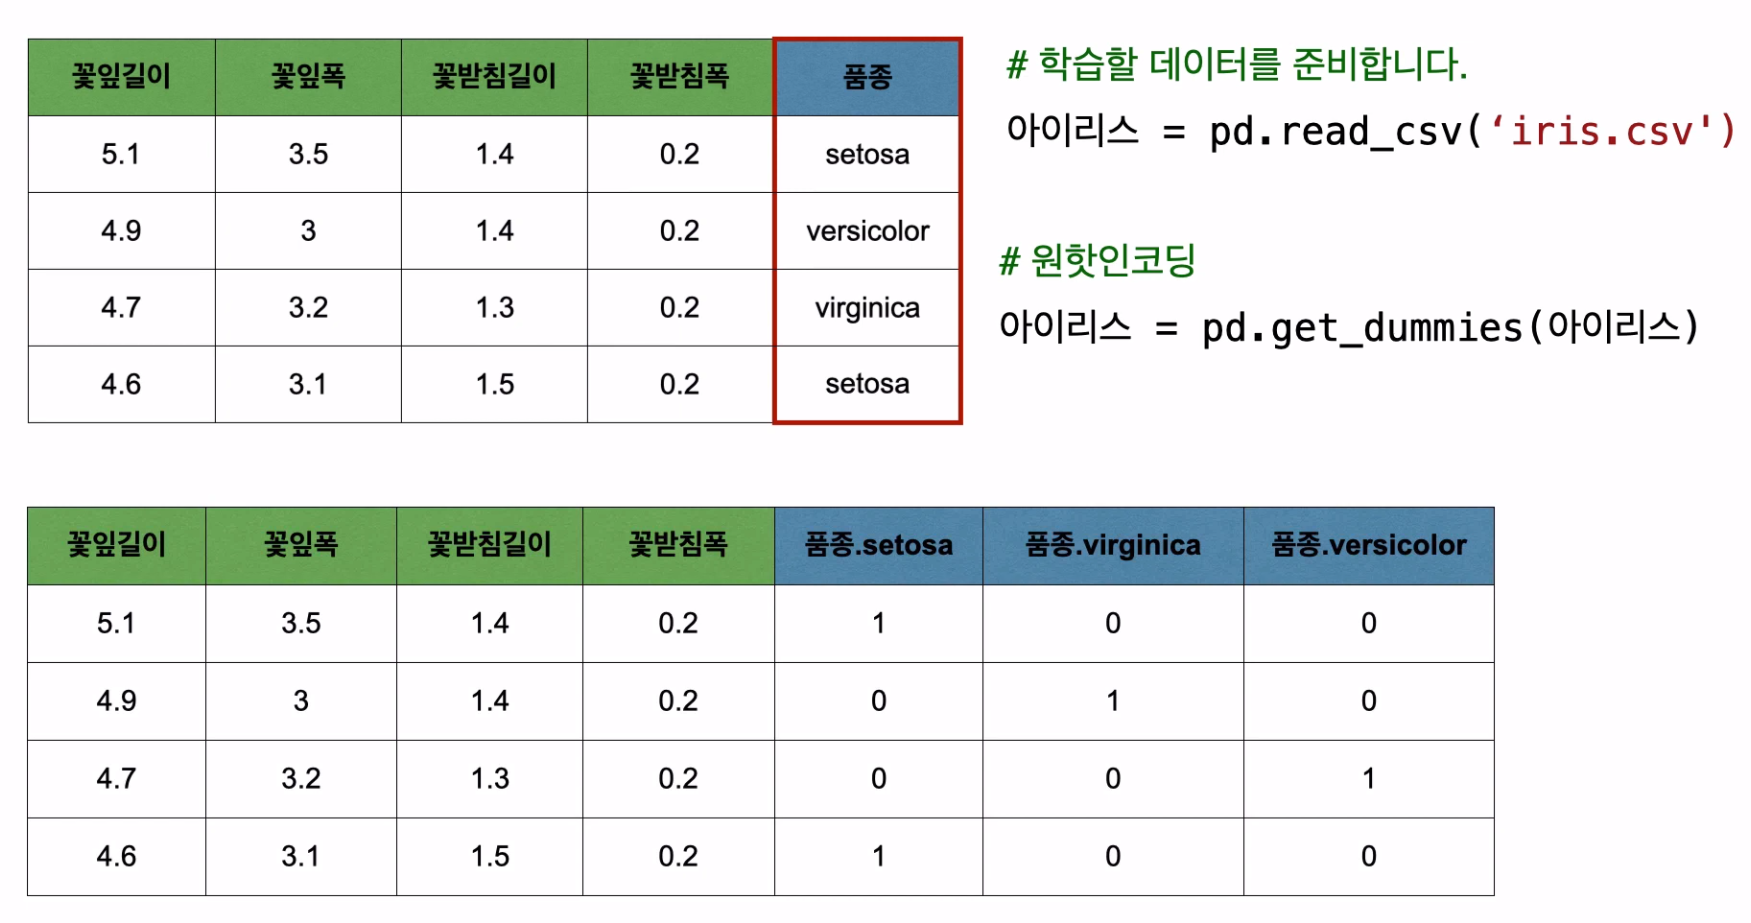 꽃잎길이 꽃잎폭 꽃받침길이 꽃받침폭 품종
5.1 3.5 1.4 0.2 setosa
4.9 3 1.4 0.2 versicolor
4.7 3.2 1.3 0.2 virginica
4.6 3.1 1.5 0.2 setosa
# 학습할 데이터를 준비합니다.
아이리스 = pd.read_csv(‘iris.csv')
# 원핫인코딩
아이리스 = pd.get_dummies(아이리스)
꽃잎길이 꽃잎폭 꽃받침길이 꽃받침폭 품종.setosa 품종.virginica 품종.versicolor
5.1 3.5 1.4 0.2 1 0 0
4.9 3 1.4 0.2 0 1 0
4.7 3.2 1.3 0.2 0 0 1
4.6 3.1 1.5 0.2 1 0 0